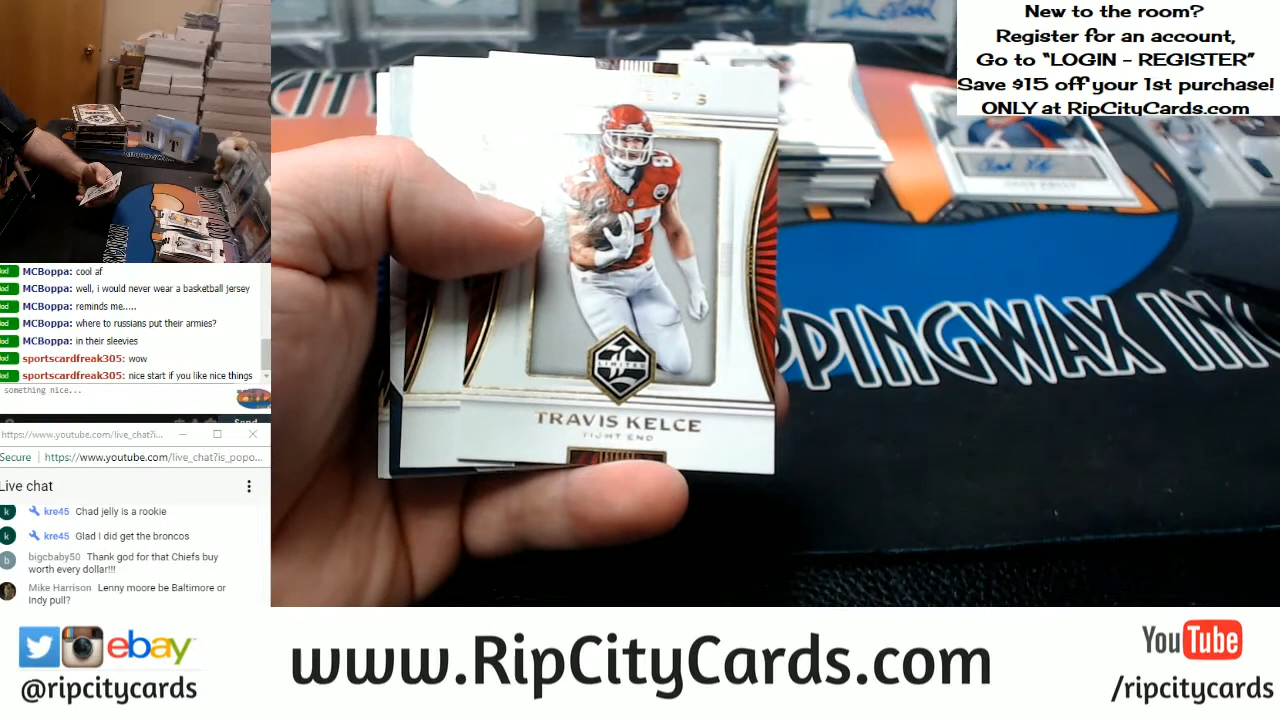 New to the room?
Register for an account,
Go to “LOGIN - REGISTER”
Save $15 off your 1st purchase!
ONLY at RipCityCards.com
R T
87
LIMITED
TRAVIS KELCE
TIGHT END
PPINGWAX INC
MCBoppa: cool af
MCBoppa: well, i would never wear a basketball jersey
MCBoppa: reminds me.....
MCBoppa: where to russians put their armies?
MCBoppa: in their sleevies
sportscardfreak305: wow
sportscardfreak305: nice start if you like nice things
something nice...
Send
https://www.youtube.com/live_chat?i...
Secure https://www.youtube.com/live_chat?is_popo...
Live chat
k kre45 Chad jelly is a rookie
k kre45 Glad I did get the broncos
b bigcbaby50 Thank god for that Chiefs buy
worth every dollar!!!
Mike Harrison Lenny moore be Baltimore or
Indy pull?
ebay
@ripcitycards
www.RipCityCards.com
YouTube
/ripcitycards